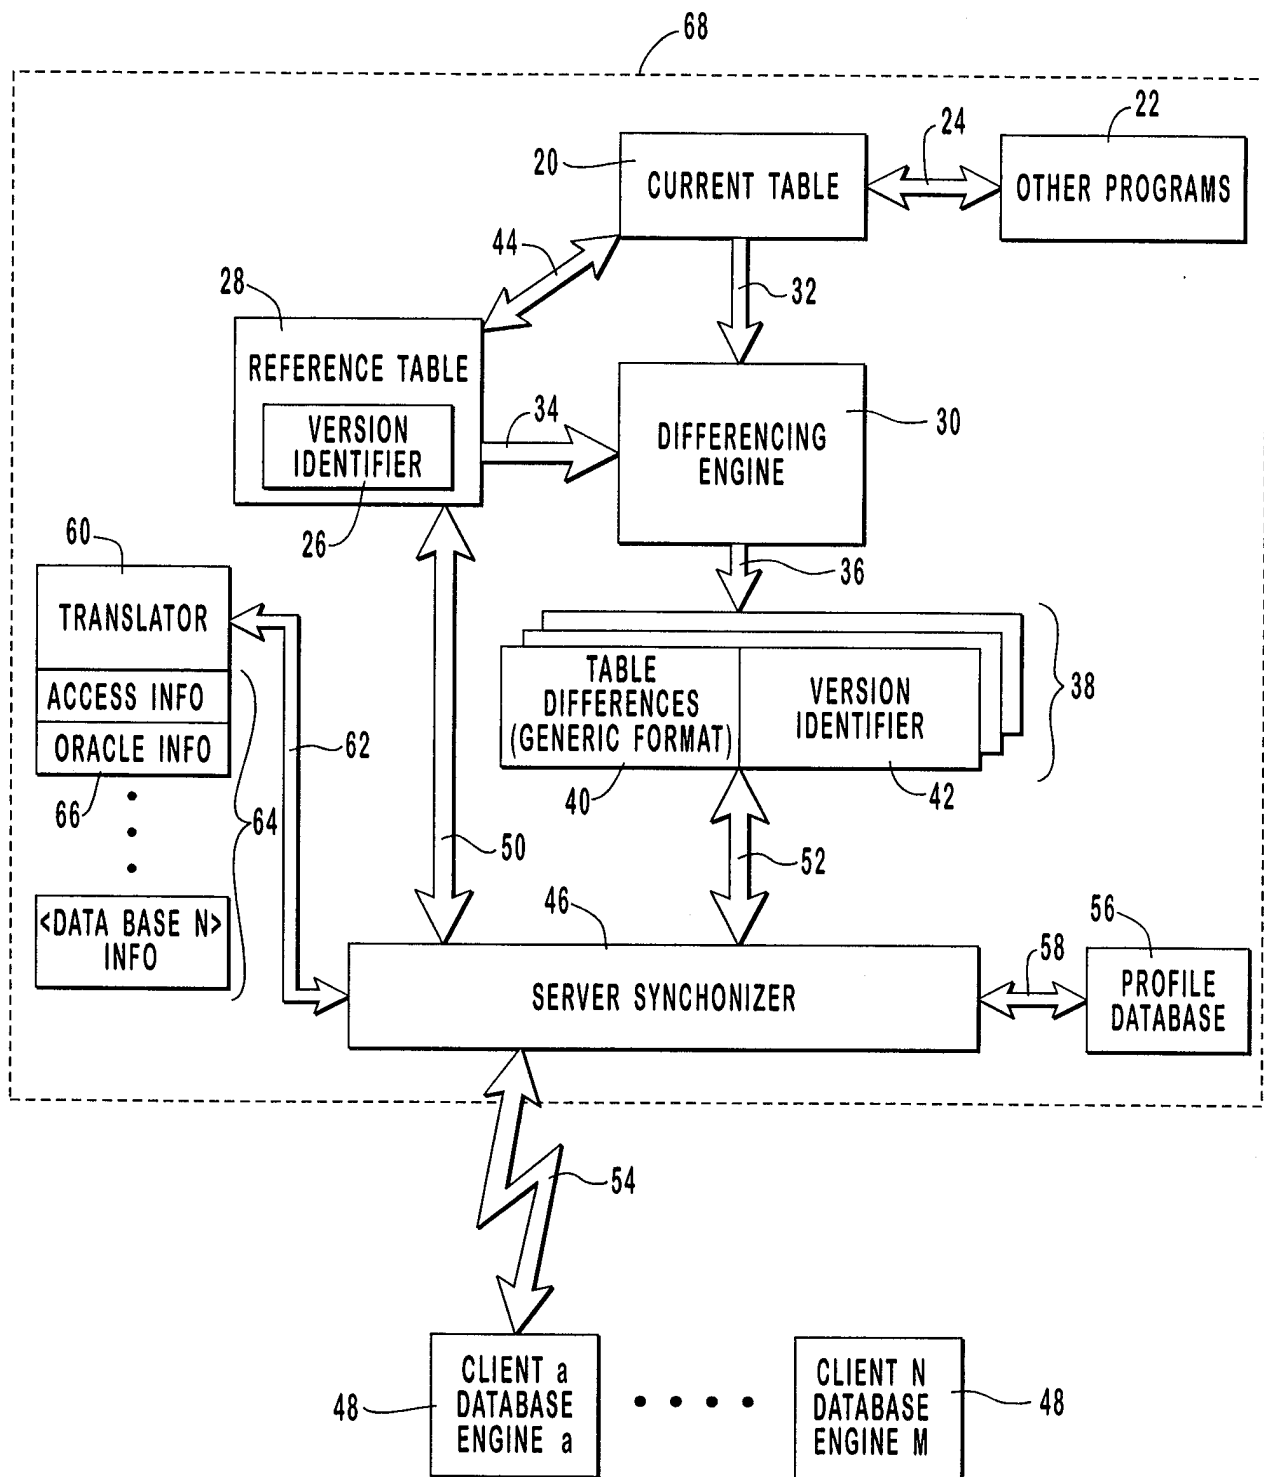 68
22
24
20
CURRENT TABLE
OTHER PROGRAMS
44
28
32
REFERENCE TABLE
34
30
VERSION
IDENTIFIER
DIFFERENCING
ENGINE
26
60
36
TRANSLATOR
38
TABLE
DIFFERENCES
(GENERIC FORMAT)
VERSION
IDENTIFIER
ACCESS INFO
ORACLE INFO
62
66
64
40
42
50
52
<DATA BASE N>
INFO
46
56
58
SERVER SYNCHONIZER
PROFILE
DATABASE
54
48
CLIENT a
DATABASE
ENGINE a
CLIENT N
DATABASE
ENGINE M
48